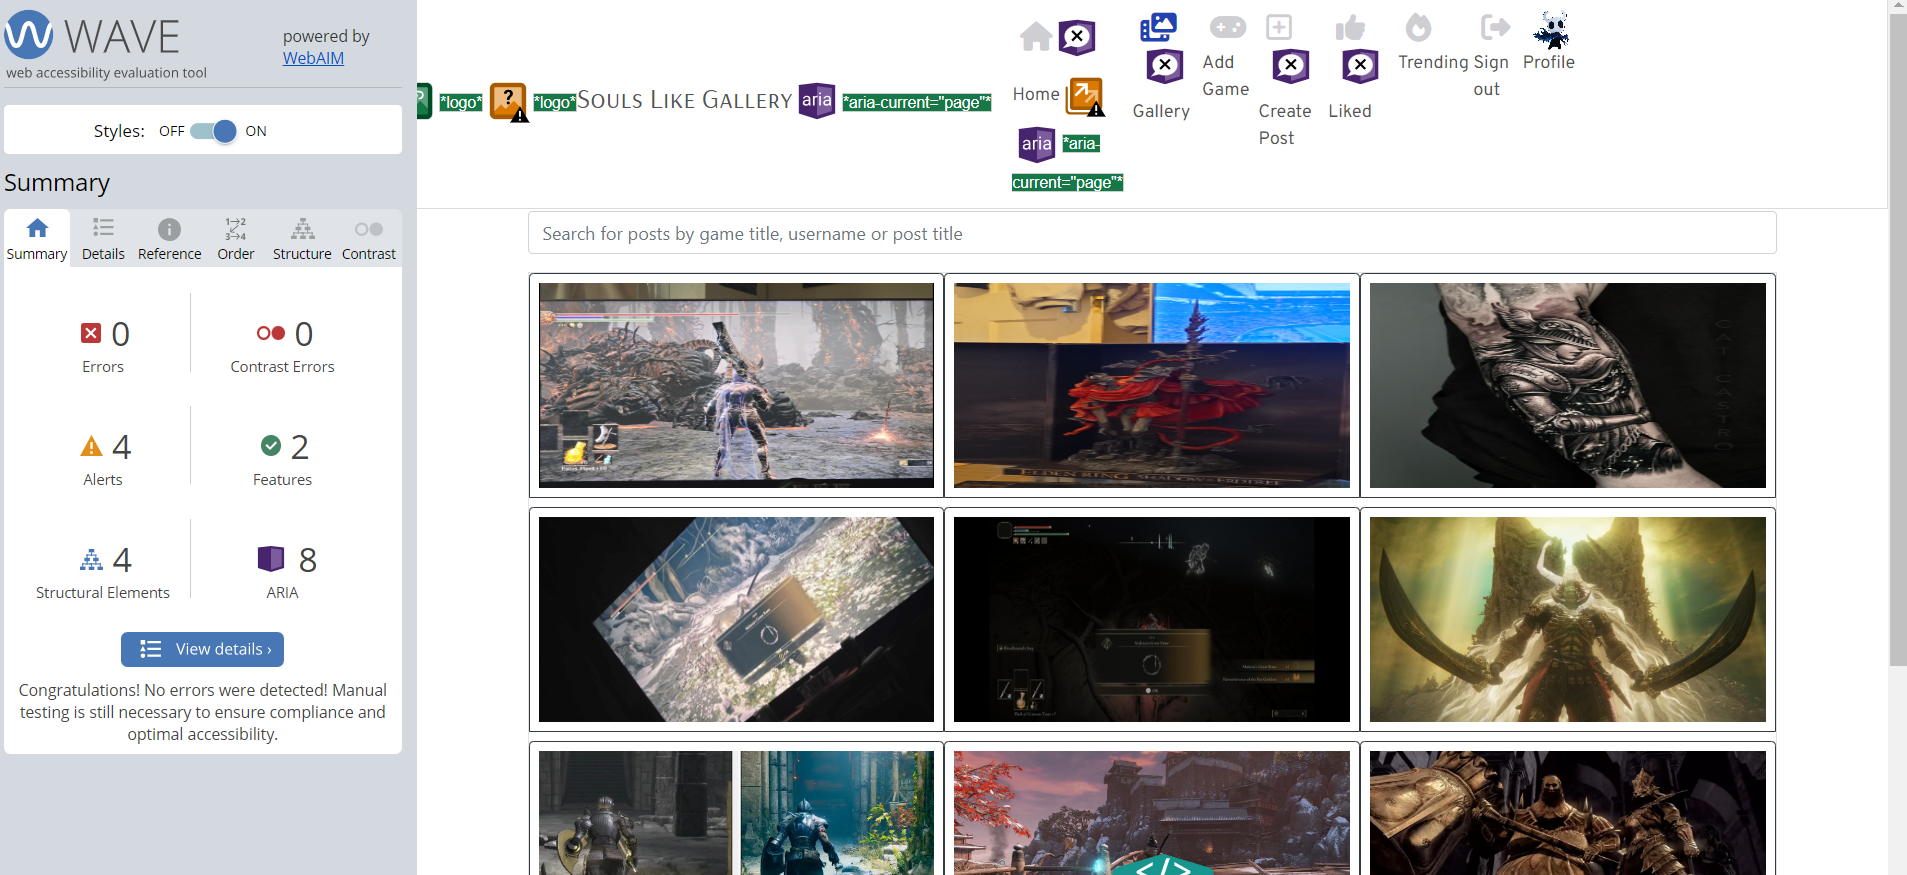 WAVE
web accessibility evaluation tool
powered by
WebAIM
Styles: OFF ON
Summary
Summary Details Reference Order Structure Contrast
0
Errors
0
Contrast Errors
4
Alerts
2
Features
4
Structural Elements
8
ARIA
View details ›
Congratulations! No errors were detected! Manual
testing is still necessary to ensure compliance and
optimal accessibility.
*logo* *logo* Souls Like Gallery aria *aria-current="page"*
Home
aria *aria-
current="page"*
Gallery
Add
Game
Create
Post
Liked
Trending
Sign
out
Profile
Search for posts by game title, username or post title
ELDEN RING
CAT CASTRO
</>